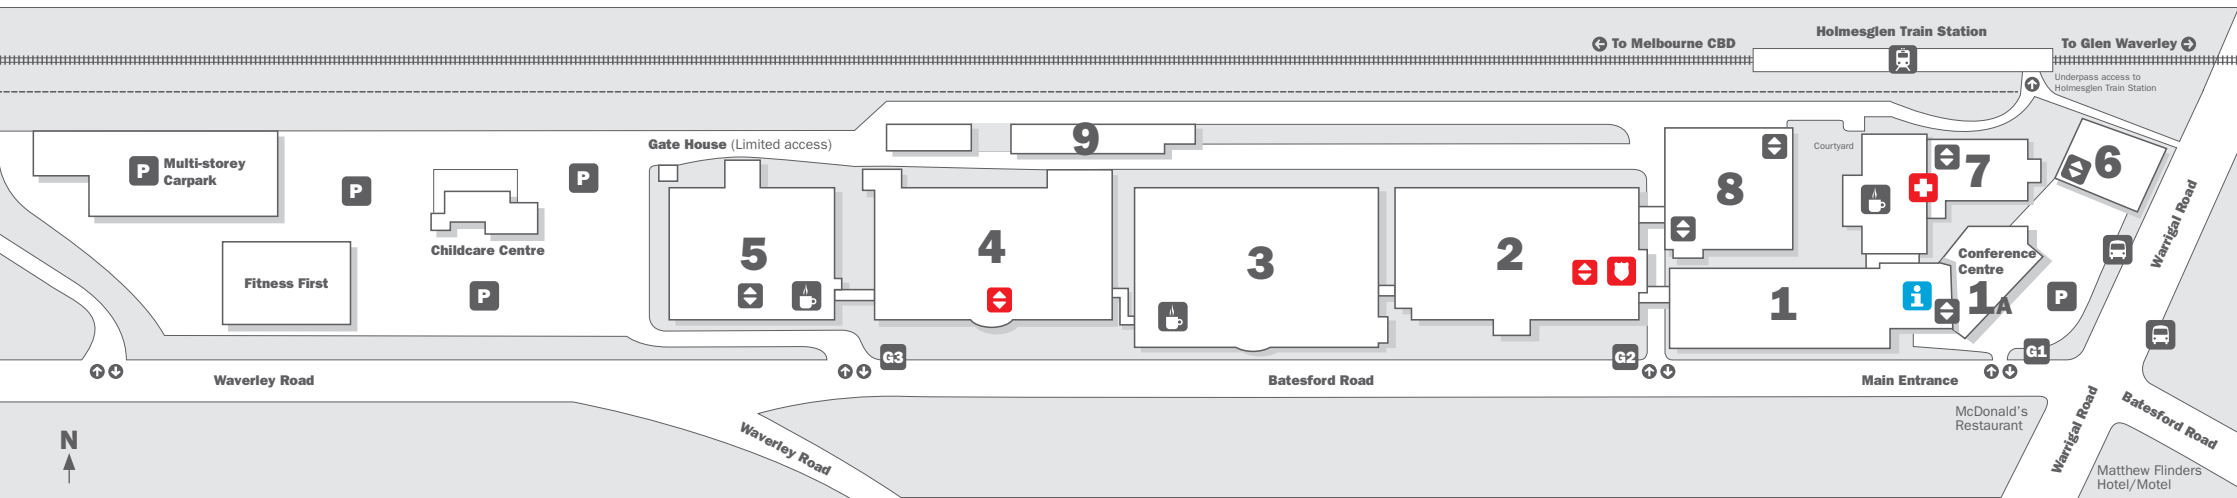 Holmesglen Train Station
To Melbourne CBD
To Glen Waverley
Underpass access to
Holmesglen Train Station
Gate House (Limited access)
9
Courtyard
P
Multi-storey
Carpark
P
P
8
7
6
Childcare Centre
5
4
3
2
Warrigal Road
Conference
Centre
Fitness First
P
i
1
1A
P
G3
G2
G1
Waverley Road
Batesford Road
Main Entrance
McDonald's
Restaurant
Waverley Road
Warrigal Road
Batesford Road
N
Matthew Flinders
Hotel/Motel